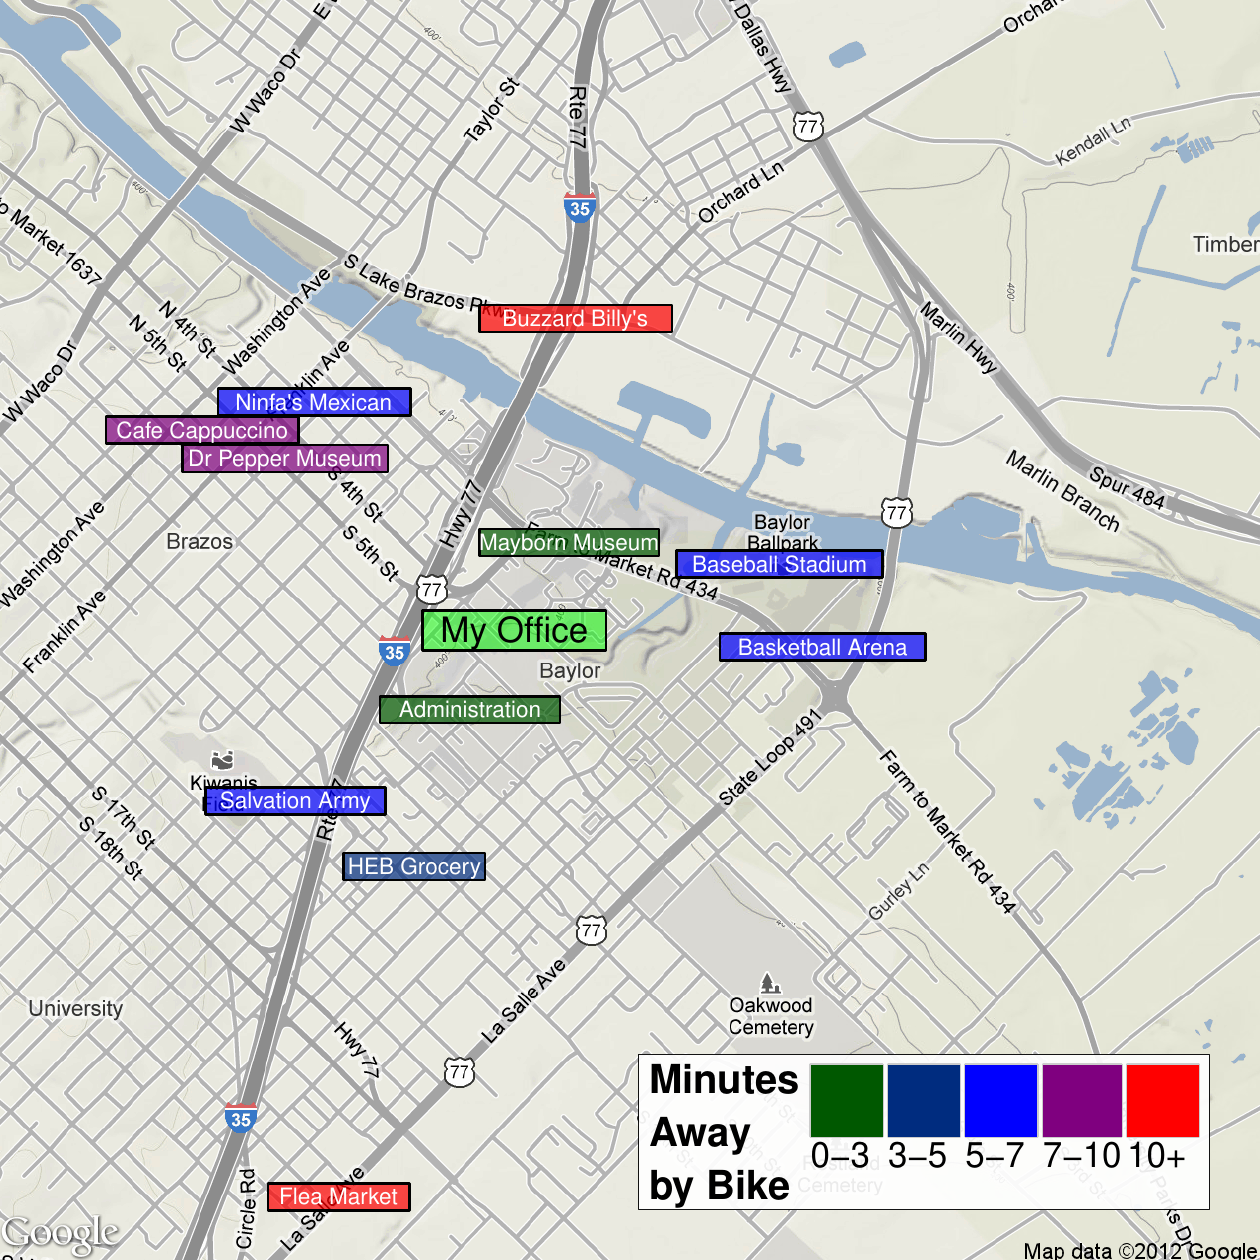 W Waco Dr
Taylor St
Rte 77
Dallas Hwy
77
Orchard Ln
Kendall Ln
35
Timber
Market 1637
S Lake Brazos Pkwy
Washington Ave
N 4th St
N 5th St
Franklin Ave
W Waco Dr
Buzzard Billy's
400'
Marlin Hwy
Ninfa's Mexican
Cafe Cappuccino
Dr Pepper Museum
S 4th St
S 5th St
Hwy 77
Marlin Branch
Spur 484
77
Baylor
Ballpark
Brazos
Washington Ave
Franklin Ave
Mayborn Museum
Farm to Market Rd 434
Baseball Stadium
77
My Office
35
Baylor
Basketball Arena
Administration
State Loop 491
Kiwanis
Field
Salvation Army
Rte 77
S 17th St
S 18th St
HEB Grocery
Farm to Market Rd 434
Gurley Ln
77
La Salle Ave
University
Oakwood
Cemetery
Hwy 77
77
35
Minutes
Away
by Bike
0–3 3–5 5–7 7–10 10+
Circle Rd
Flea Market
La Salle Ave
Google
Map data ©2012 Google